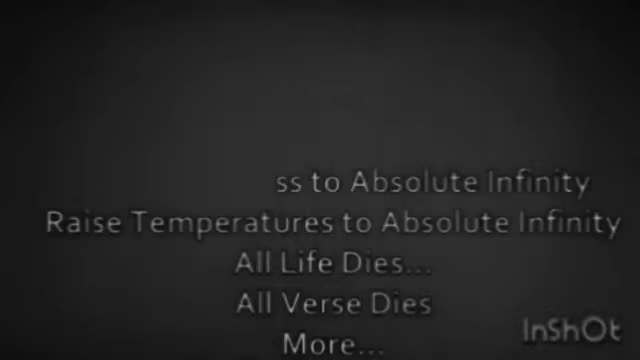 ss to Absolute Infinity
Raise Temperatures to Absolute Infinity
All Life Dies...
All Verse Dies
More...
InShOt